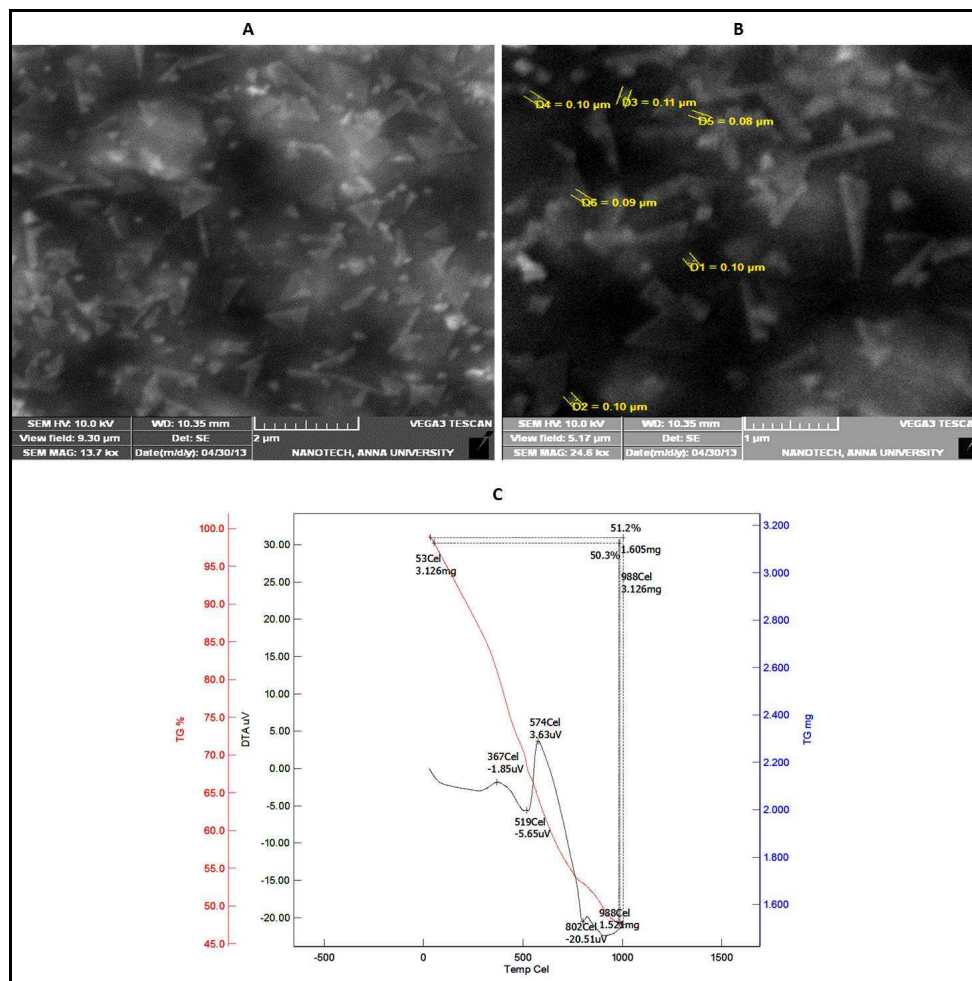 A
B
SEM HV: 10.0 kV
WD: 10.35 mm
VEGA3 TESCAN
View field: 9.30 µm
Det: SE
2 µm
SEM MAG: 13.7 kx
Date(m/d/y): 04/30/13
NANOTECH, ANNA UNIVERSITY
D4 = 0.10 µm
D3 = 0.11 µm
D5 = 0.08 µm
D6 = 0.09 µm
D1 = 0.10 µm
D2 = 0.10 µm
SEM HV: 10.0 kV
WD: 10.35 mm
VEGA3 TESCAN
View field: 5.17 µm
Det: SE
1 µm
SEM MAG: 24.6 kx
Date(m/d/y): 04/30/13
NANOTECH, ANNA UNIVERSITY
C
100.0
95.0
90.0
85.0
80.0
75.0
70.0
65.0
60.0
55.0
50.0
45.0
TG %
30.00
25.00
20.00
15.00
10.00
5.00
0.00
-5.00
-10.00
-15.00
-20.00
DTA uV
53Cel
3.126mg
51.2%
1.605mg
50.3%
988Cel
3.126mg
574Cel
3.63uV
367Cel
-1.85uV
519Cel
-5.65uV
802Cel
-20.51uV
988Cel
1.521mg
3.200
3.000
2.800
2.600
2.400
2.200
2.000
1.800
1.600
TG mg
-500
0
500
1000
1500
Temp Cel